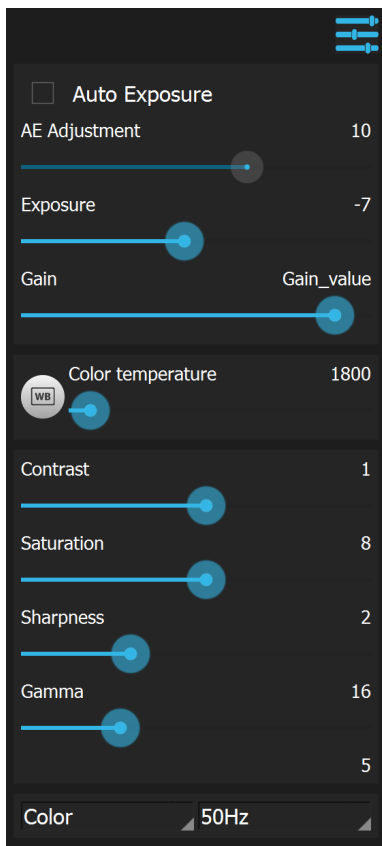 Auto Exposure
AE Adjustment 10
Exposure -7
Gain Gain_value
Color temperature 1800
WB
Contrast 1
Saturation 8
Sharpness 2
Gamma 16
5
Color 50Hz